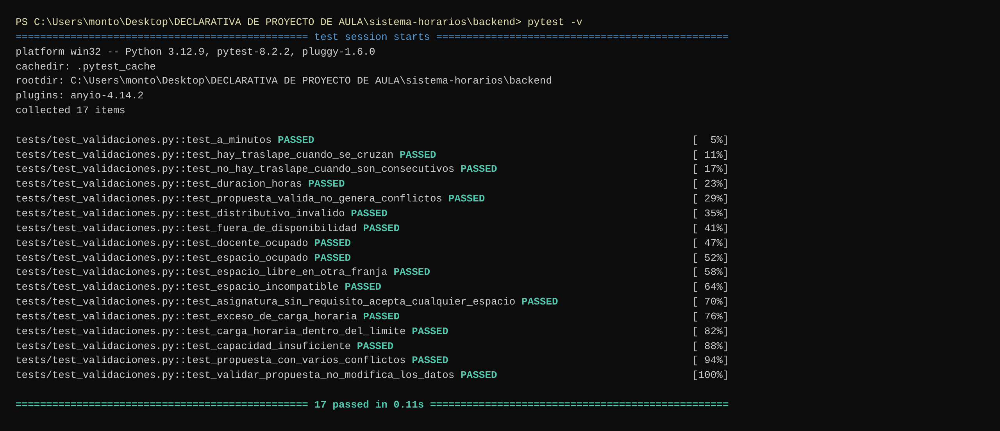 PS C:\Users\monto\Desktop\DECLARATIVA DE PROYECTO DE AULA\sistema-horarios\backend> pytest -v
================================================ test session starts ================================================
platform win32 -- Python 3.12.9, pytest-8.2.2, pluggy-1.6.0
cachedir: .pytest_cache
rootdir: C:\Users\monto\Desktop\DECLARATIVA DE PROYECTO DE AULA\sistema-horarios\backend
plugins: anyio-4.14.2
collected 17 items

tests/test_validaciones.py::test_a_minutos PASSED [  5%]
tests/test_validaciones.py::test_hay_traslape_cuando_se_cruzan PASSED [ 11%]
tests/test_validaciones.py::test_no_hay_traslape_cuando_son_consecutivos PASSED [ 17%]
tests/test_validaciones.py::test_duracion_horas PASSED [ 23%]
tests/test_validaciones.py::test_propuesta_valida_no_genera_conflictos PASSED [ 29%]
tests/test_validaciones.py::test_distributivo_invalido PASSED [ 35%]
tests/test_validaciones.py::test_fuera_de_disponibilidad PASSED [ 41%]
tests/test_validaciones.py::test_docente_ocupado PASSED [ 47%]
tests/test_validaciones.py::test_espacio_ocupado PASSED [ 52%]
tests/test_validaciones.py::test_espacio_libre_en_otra_franja PASSED [ 58%]
tests/test_validaciones.py::test_espacio_incompatible PASSED [ 64%]
tests/test_validaciones.py::test_asignatura_sin_requisito_acepta_cualquier_espacio PASSED [ 70%]
tests/test_validaciones.py::test_exceso_de_carga_horaria PASSED [ 76%]
tests/test_validaciones.py::test_carga_horaria_dentro_del_limite PASSED [ 82%]
tests/test_validaciones.py::test_capacidad_insuficiente PASSED [ 88%]
tests/test_validaciones.py::test_propuesta_con_varios_conflictos PASSED [ 94%]
tests/test_validaciones.py::test_validar_propuesta_no_modifica_los_datos PASSED [100%]

================================================ 17 passed in 0.11s =================================================